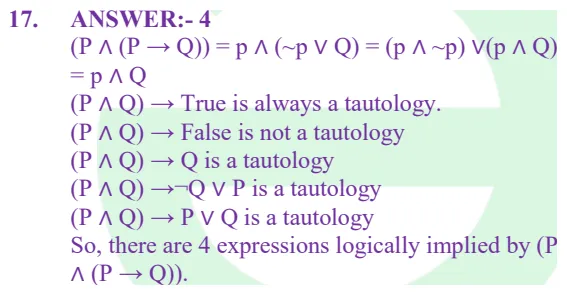 17. ANSWER:- 4
(P ∧ (P → Q)) = p ∧ (~p ∨ Q) = (p ∧ ~p) ∨(p ∧ Q)
= p ∧ Q
(P ∧ Q) → True is always a tautology.
(P ∧ Q) → False is not a tautology
(P ∧ Q) → Q is a tautology
(P ∧ Q) →¬Q ∨ P is a tautology
(P ∧ Q) → P ∨ Q is a tautology
So, there are 4 expressions logically implied by (P
∧ (P → Q)).